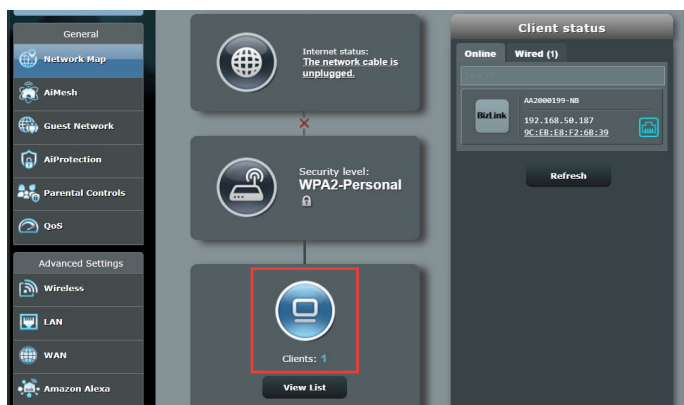 General
Network Map
AiMesh
Guest Network
AiProtection
Parental Controls
QoS
Advanced Settings
Wireless
LAN
WAN
Amazon Alexa
Internet status:
The network cable is
unplugged.
Security level:
WPA2-Personal
Clients: 1
View List
Client status
Online Wired (1)
Search
BizLink
AA2000199-NB
192.168.50.187
9C:EB:E8:F2:6B:39
Refresh